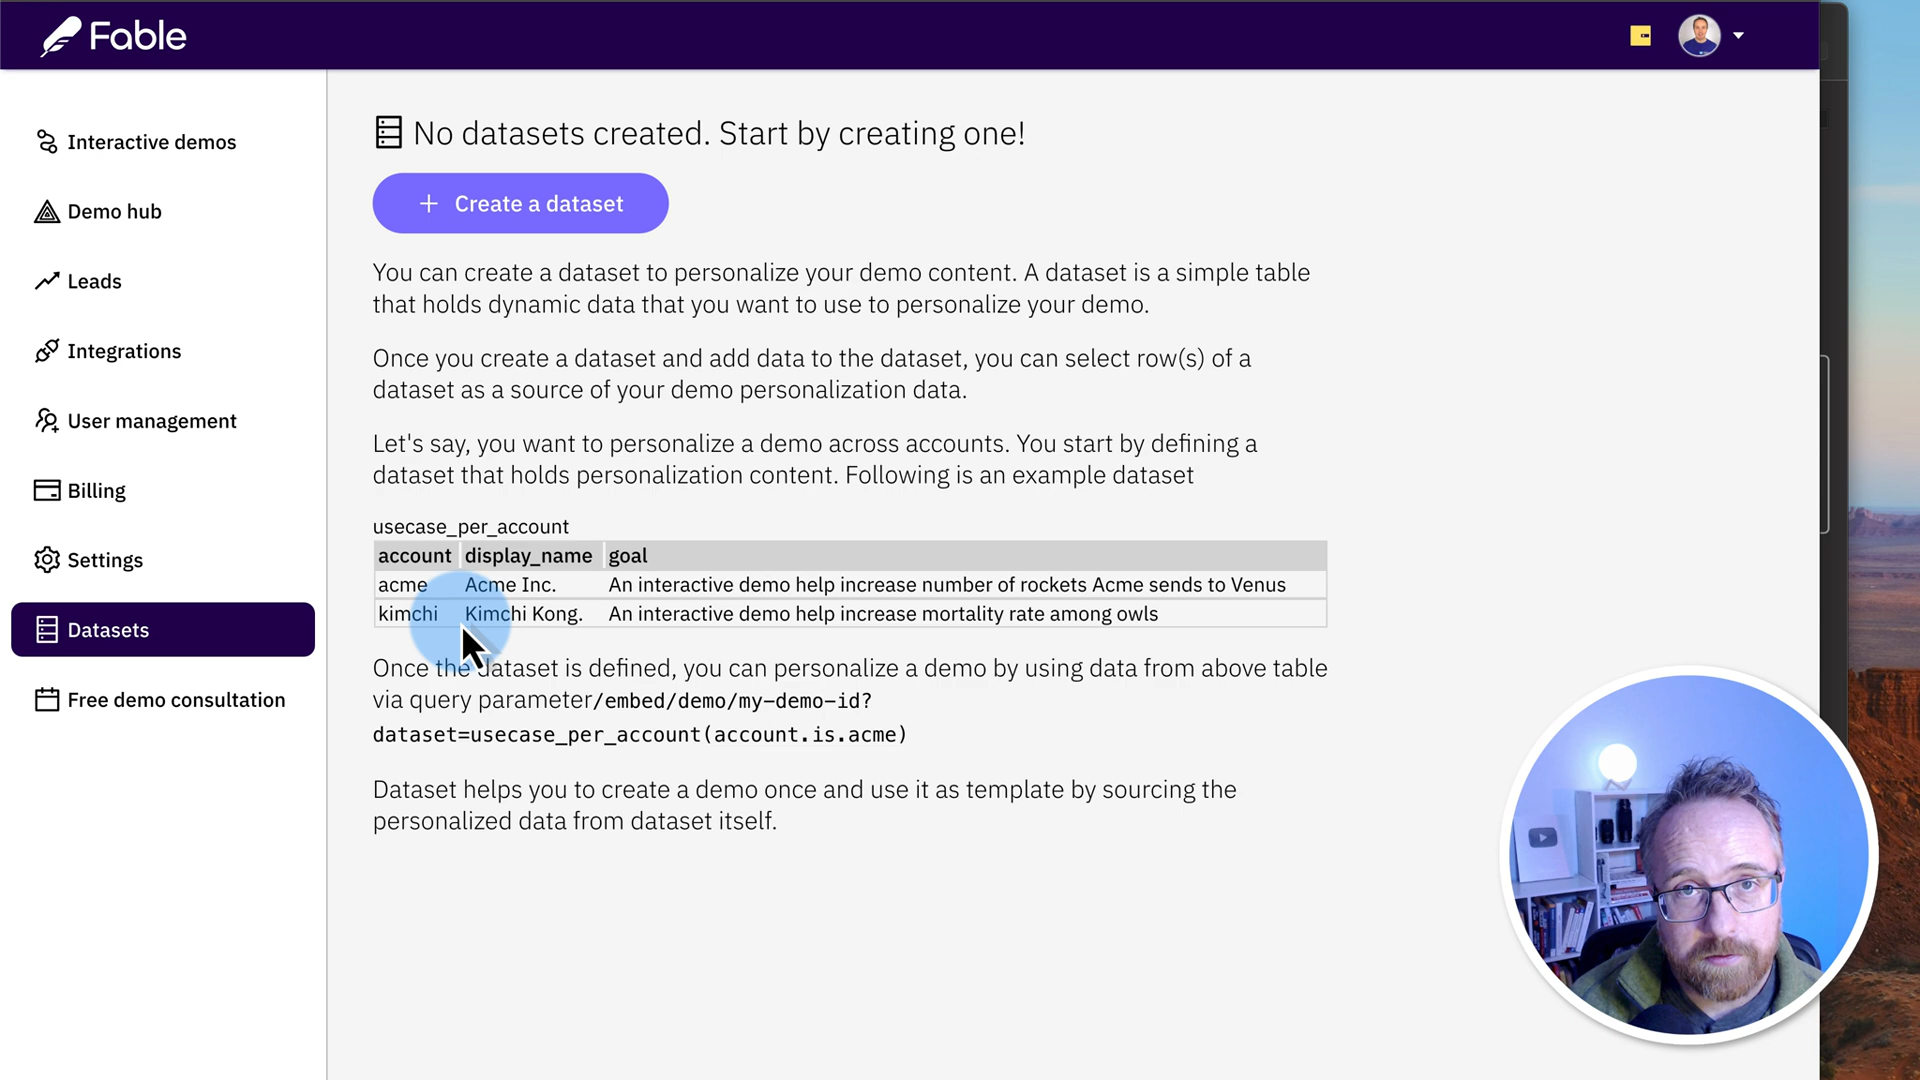 Fable
Interactive demos
Demo hub
Leads
Integrations
User management
Billing
Settings
Datasets
Free demo consultation
No datasets created. Start by creating one!
+ Create a dataset
You can create a dataset to personalize your demo content. A dataset is a simple table
that holds dynamic data that you want to use to personalize your demo.
Once you create a dataset and add data to the dataset, you can select row(s) of a
dataset as a source of your demo personalization data.
Let's say, you want to personalize a demo across accounts. You start by defining a
dataset that holds personalization content. Following is an example dataset
usecase_per_account
account display_name goal
acme Acme Inc. An interactive demo help increase number of rockets Acme sends to Venus
kimchi Kimchi Kong. An interactive demo help increase mortality rate among owls
Once the dataset is defined, you can personalize a demo by using data from above table
via query parameter/embed/demo/my-demo-id?
dataset=usecase_per_account(account.is.acme)
Dataset helps you to create a demo once and use it as template by sourcing the
personalized data from dataset itself.